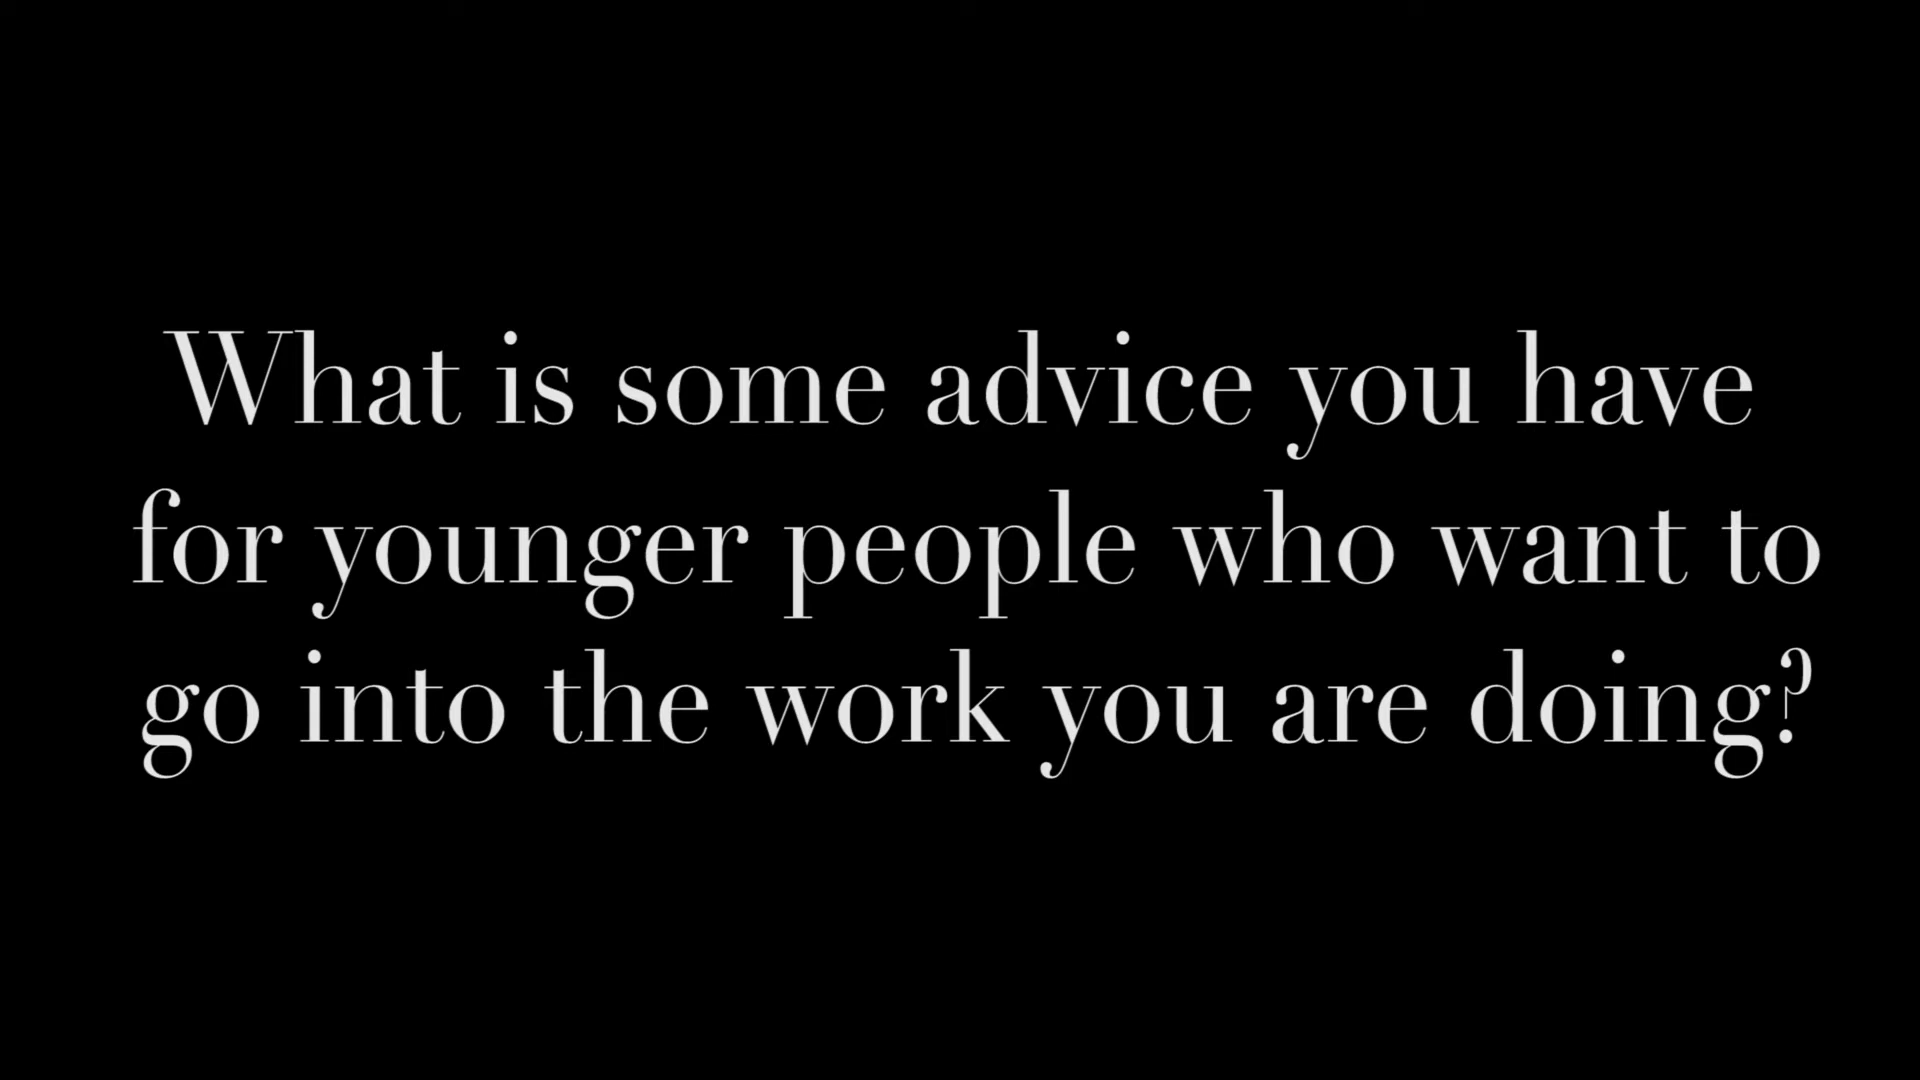 What is some advice you have
for younger people who want to
go into the work you are doing?